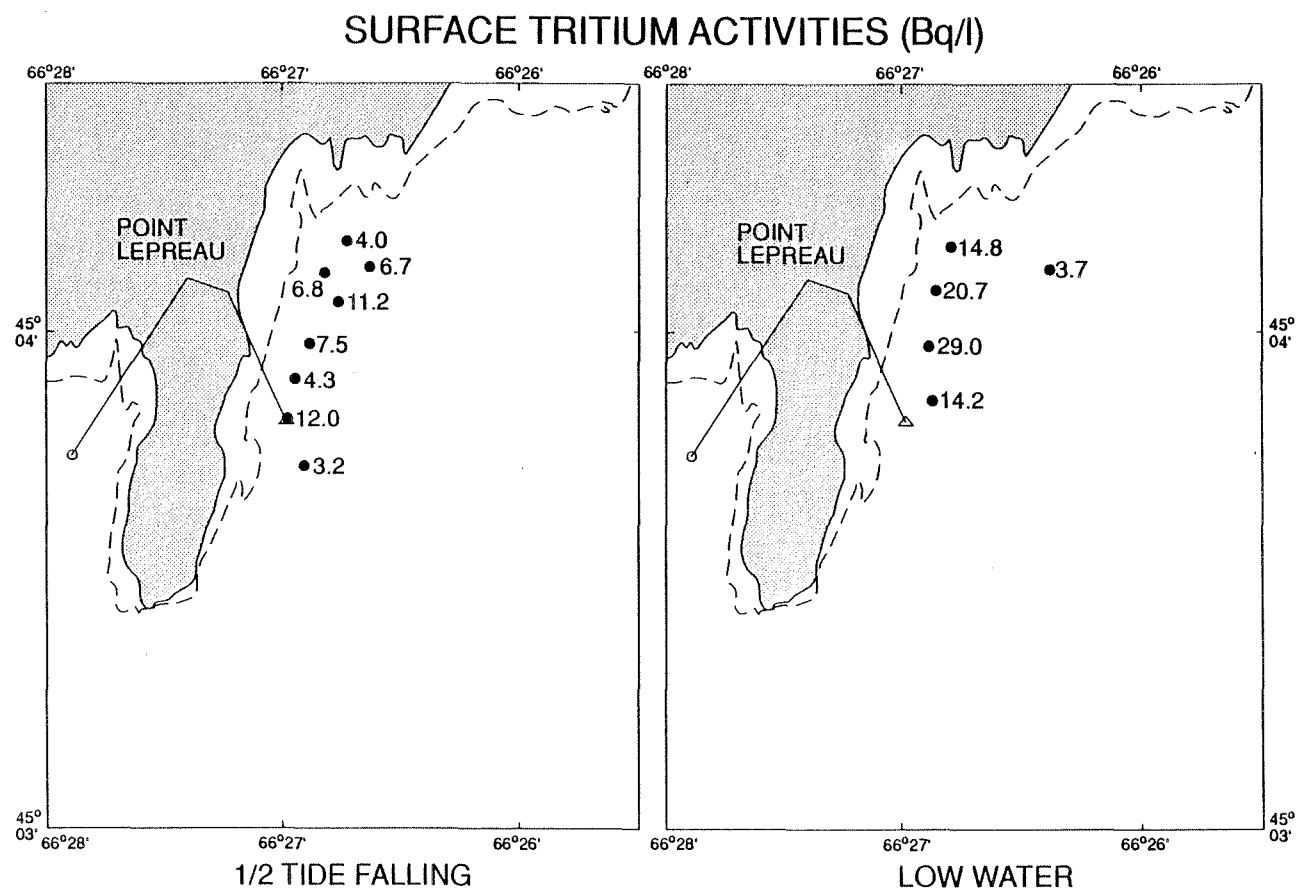 SURFACE TRITIUM ACTIVITIES (Bq/l)
66°28' 66°27' 66°26' 66°28' 66°27' 66°26'
POINT
LEPREAU
4.0
6.7
6.8
11.2
7.5
4.3
12.0
3.2
45°
04'
45°
03'
66°28' 66°27' 66°26'
1/2 TIDE FALLING
POINT
LEPREAU
14.8
3.7
20.7
29.0
14.2
45°
04'
45°
03'
66°28' 66°27' 66°26'
LOW WATER